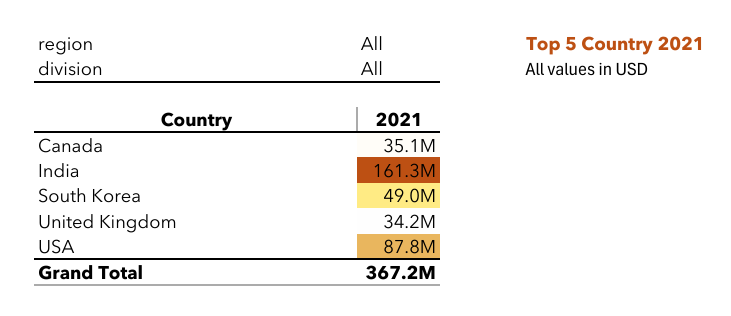 region All Top 5 Country 2021
division All All values in USD
Country 2021
Canada 35.1M
India 161.3M
South Korea 49.0M
United Kingdom 34.2M
USA 87.8M
Grand Total 367.2M